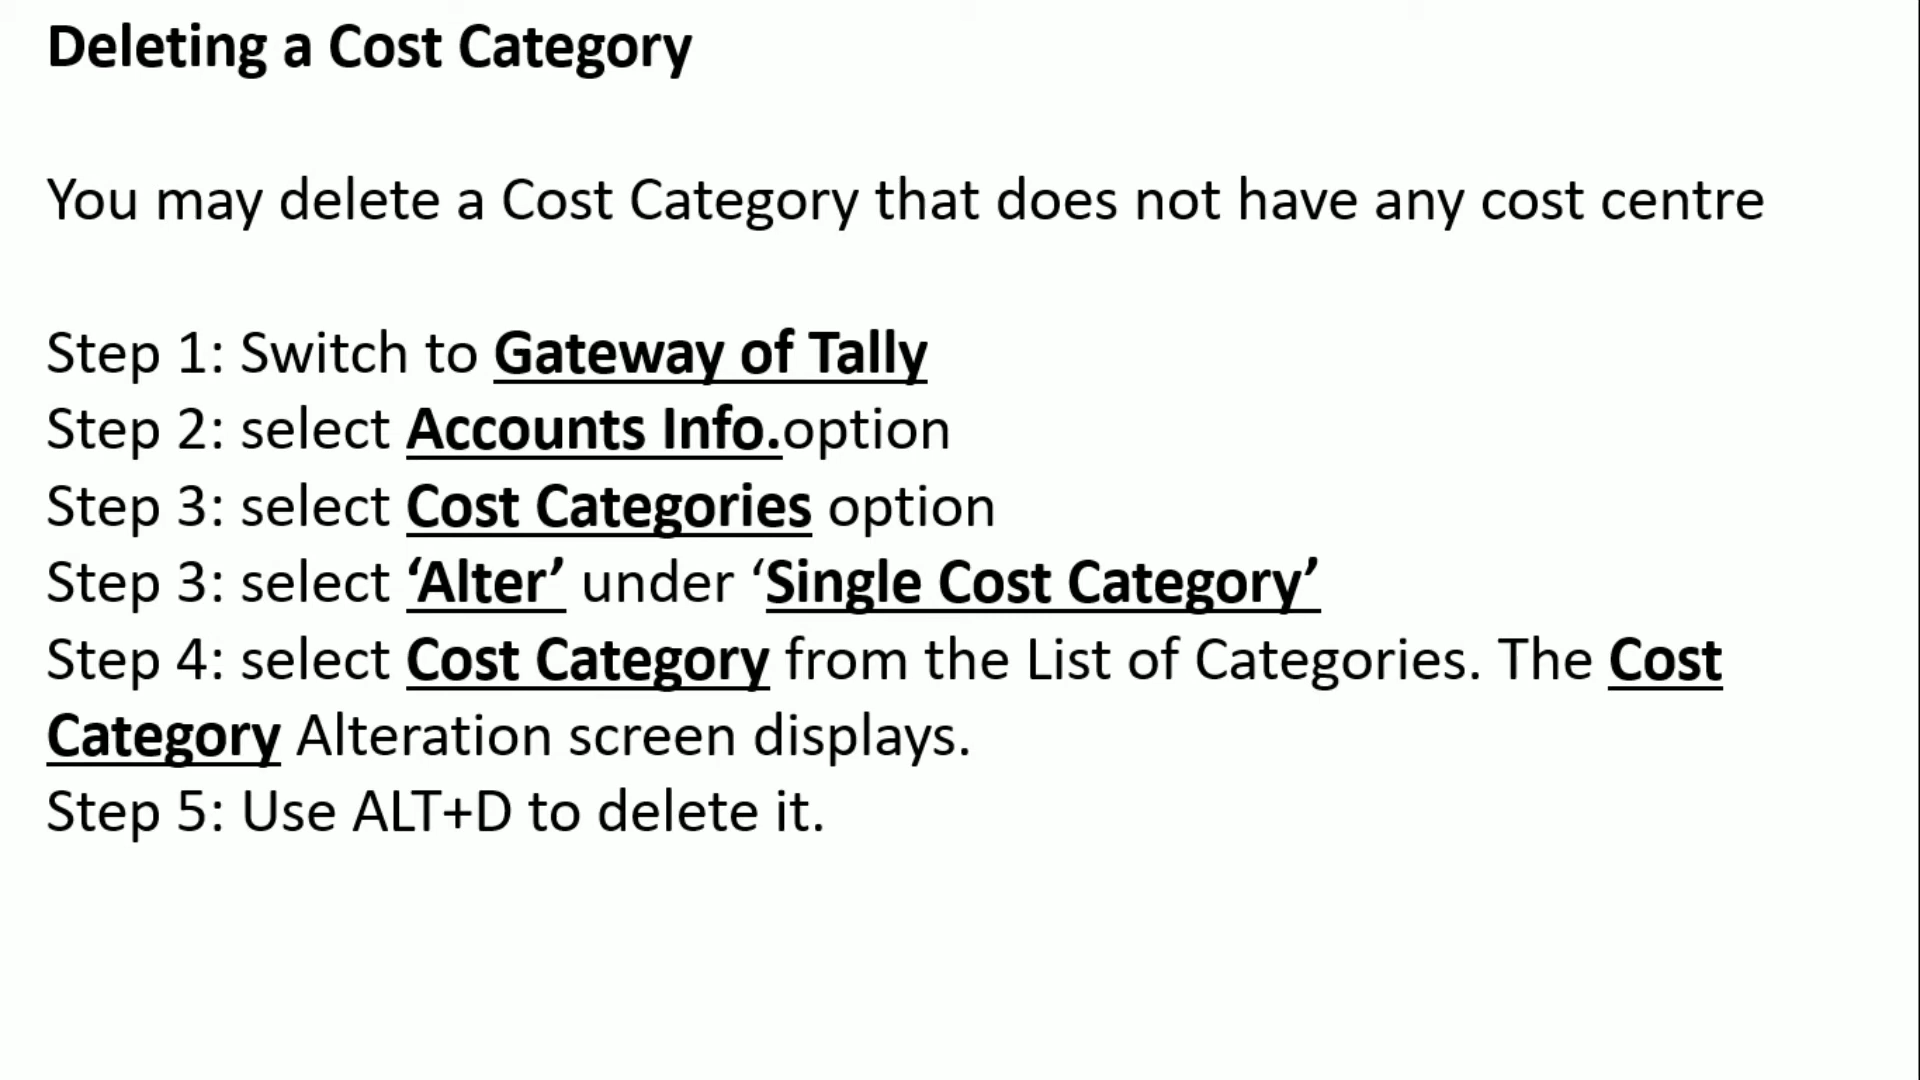 Deleting a Cost Category
You may delete a Cost Category that does not have any cost centre
Step 1: Switch to Gateway of Tally
Step 2: select Accounts Info.option
Step 3: select Cost Categories option
Step 3: select ‘Alter’ under ‘Single Cost Category’
Step 4: select Cost Category from the List of Categories. The Cost
Category Alteration screen displays.
Step 5: Use ALT+D to delete it.